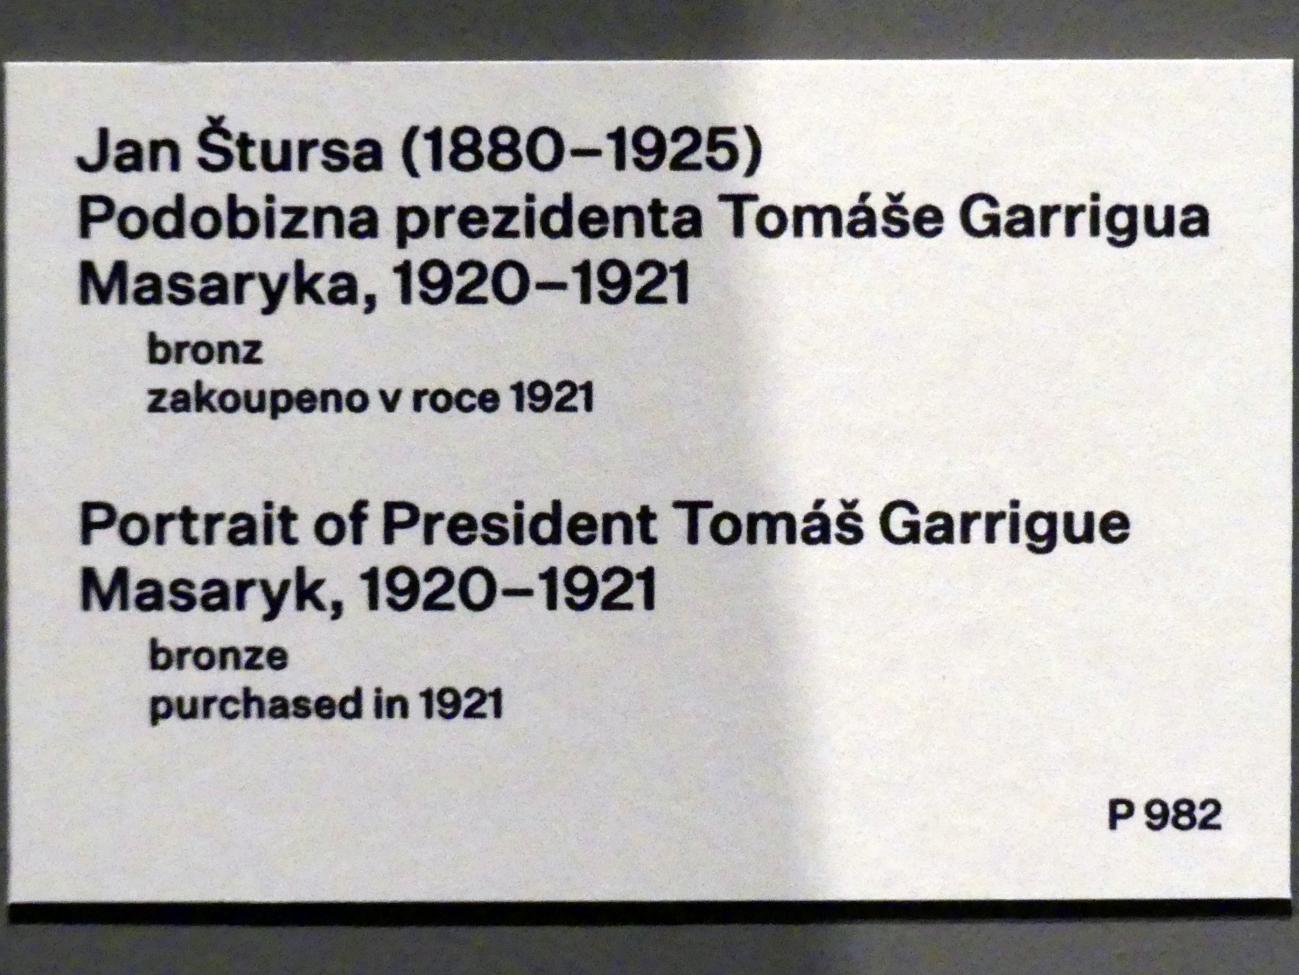 Jan Štursa (1880–1925)
Podobizna prezidenta Tomáše Garrigua
Masaryka, 1920–1921
bronz
zakoupeno v roce 1921
Portrait of President Tomáš Garrigue
Masaryk, 1920–1921
bronze
purchased in 1921
P 982